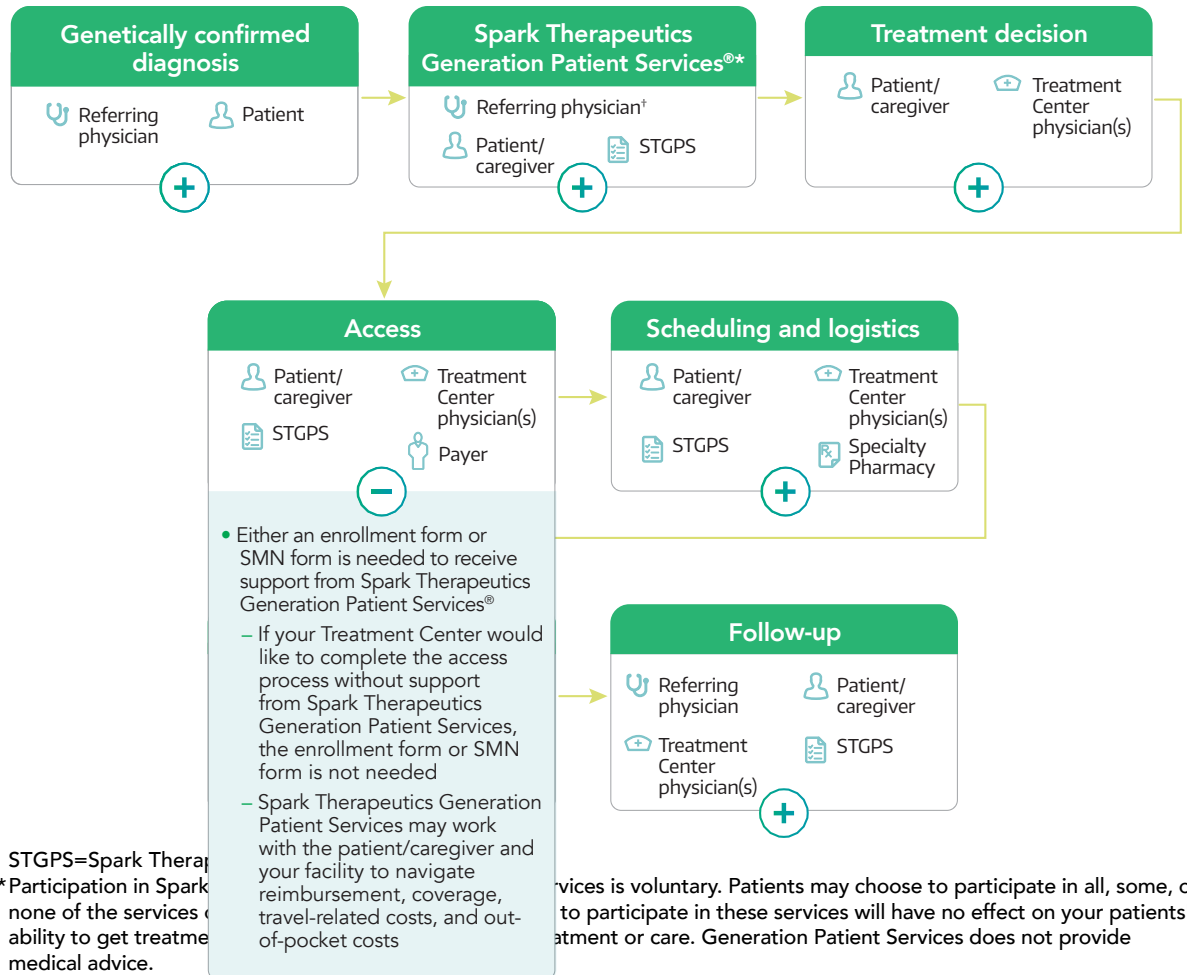 Genetically confirmed
diagnosis
Referring
physician
Patient
Spark Therapeutics
Generation Patient Services®*
Referring physician†
Patient/
caregiver
STGPS
Treatment decision
Patient/
caregiver
Treatment
Center
physician(s)
Access
Patient/
caregiver
Treatment
Center
physician(s)
STGPS
Payer
• Either an enrollment form or
SMN form is needed to receive
support from Spark Therapeutics
Generation Patient Services®
– If your Treatment Center would
like to complete the access
process without support
from Spark Therapeutics
Generation Patient Services,
the enrollment form or SMN
form is not needed
– Spark Therapeutics Generation
Patient Services may work
with the patient/caregiver and
your facility to navigate
reimbursement, coverage,
travel-related costs, and out-
of-pocket costs
Scheduling and logistics
Patient/
caregiver
Treatment
Center
physician(s)
STGPS
Specialty
Pharmacy
Follow-up
Referring
physician
Patient/
caregiver
Treatment
Center
physician(s)
STGPS
STGPS=Spark
*Participation in Spark is voluntary. Patients may choose to participate in all, some,
none of the services to participate in these services will have no effect on your patients
ability to get or care. Generation Patient Services does not provide
medical advice.